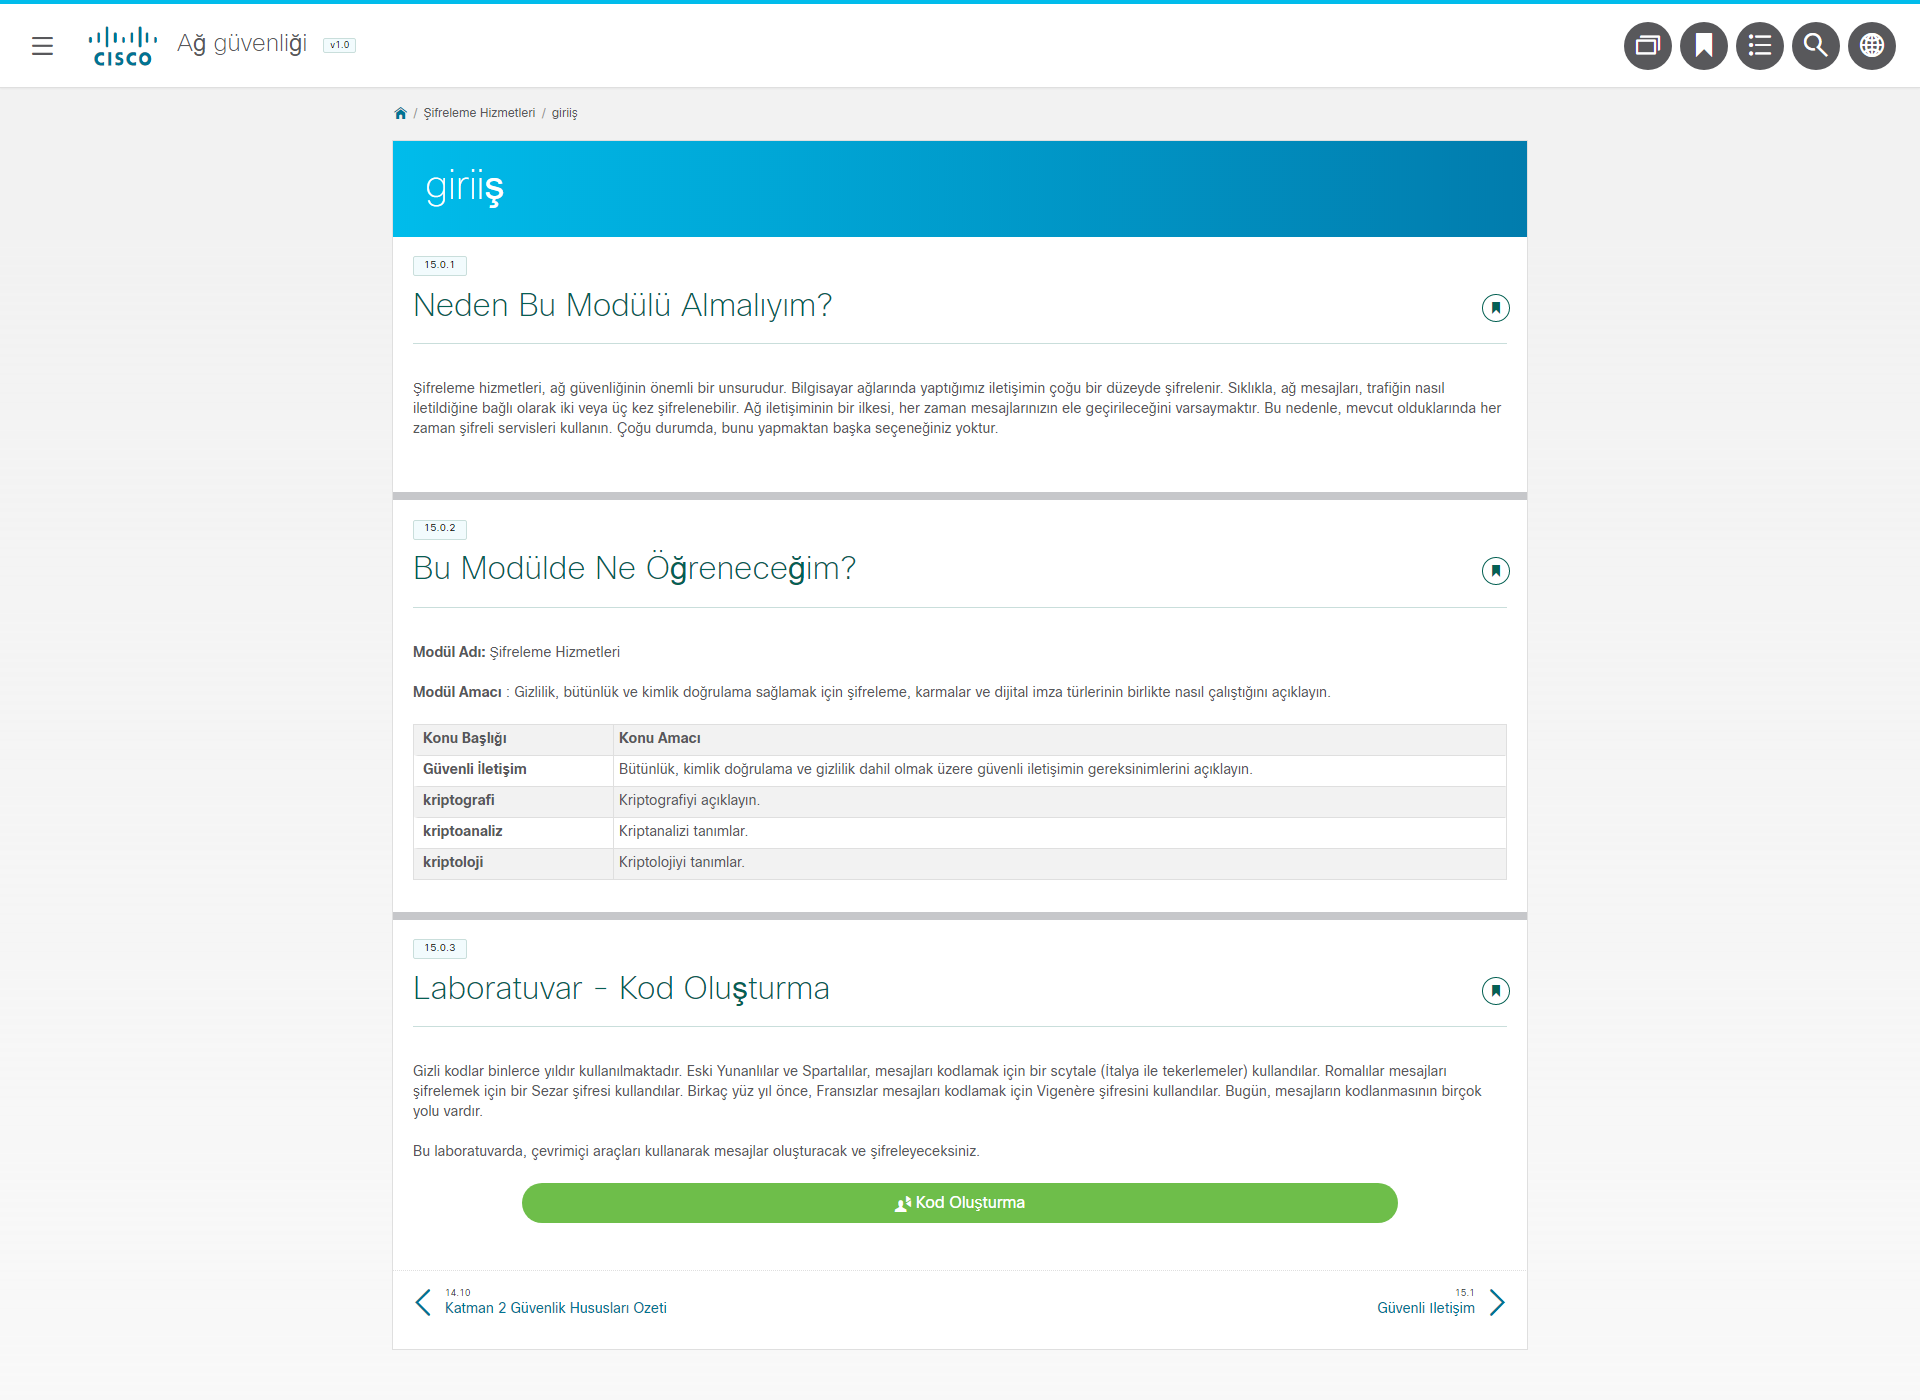 CISCO
Ağ güvenliği v1.0
/ Şifreleme Hizmetleri / giriiş
giriiş
15.0.1
Neden Bu Modülü Almalıyım?
Şifreleme hizmetleri, ağ güvenliğinin önemli bir unsurudur. Bilgisayar ağlarında yaptığımız iletişimin çoğu bir düzeyde şifrelenir. Sıklıkla, ağ mesajları, trafiğin nasıl
iletildiğine bağlı olarak iki veya üç kez şifrelenebilir. Ağ iletişiminin bir ilkesi, her zaman mesajlarınızın ele geçirileceğini varsaymaktır. Bu nedenle, mevcut olduklarında her
zaman şifreli servisleri kullanın. Çoğu durumda, bunu yapmaktan başka seçeneğiniz yoktur.
15.0.2
Bu Modülde Ne Öğreneceğim?
Modül Adı: Şifreleme Hizmetleri
Modül Amacı : Gizlilik, bütünlük ve kimlik doğrulama sağlamak için şifreleme, karmalar ve dijital imza türlerinin birlikte nasıl çalıştığını açıklayın.
Konu Başlığı Konu Amacı
Güvenli İletişim Bütünlük, kimlik doğrulama ve gizlilik dahil olmak üzere güvenli iletişimin gereksinimlerini açıklayın.
kriptografi Kriptografiyi açıklayın.
kriptoanaliz Kriptanalizi tanımlar.
kriptoloji Kriptolojiyi tanımlar.
15.0.3
Laboratuvar - Kod Oluşturma
Gizli kodlar binlerce yıldır kullanılmaktadır. Eski Yunanlılar ve Spartalılar, mesajları kodlamak için bir scytale (İtalya ile tekerlemeler) kullandılar. Romalılar mesajları
şifrelemek için bir Sezar şifresi kullandılar. Birkaç yüz yıl önce, Fransızlar mesajları kodlamak için Vigenère şifresini kullandılar. Bugün, mesajların kodlanmasının birçok
yolu vardır.
Bu laboratuvarda, çevrimiçi araçları kullanarak mesajlar oluşturacak ve şifreleyeceksiniz.
Kod Oluşturma
14.10
Katman 2 Güvenlik Hususları Ozeti
15.1
Güvenli Iletişim